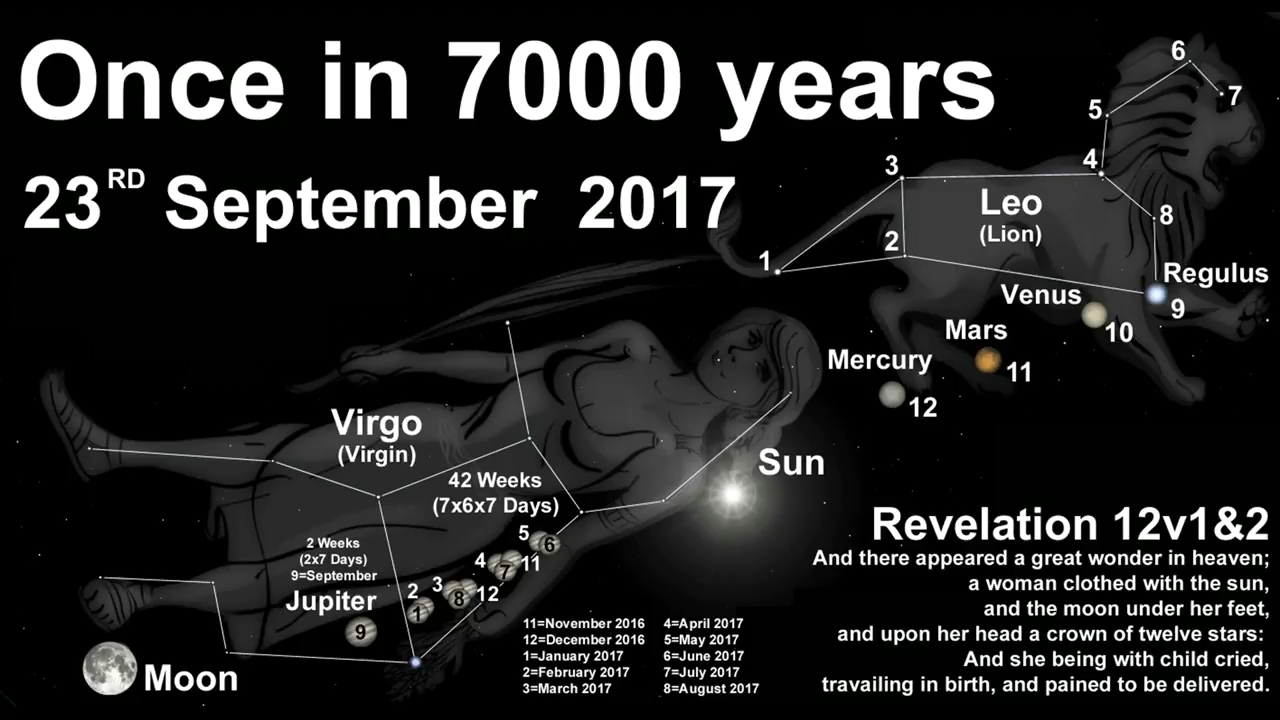 Once in 7000 years
23RD September 2017
6
7
5
4
3
Leo
(Lion)
8
2
1
Regulus
9
Venus
10
Mars
11
Mercury
12
Virgo
(Virgin)
Sun
42 Weeks
(7x6x7 Days)
5
6
4
7
11
2 Weeks
(2x7 Days)
9=September
Jupiter
2
3
12
8
1
9
Moon
11=November 2016
12=December 2016
1=January 2017
2=February 2017
3=March 2017
4=April 2017
5=May 2017
6=June 2017
7=July 2017
8=August 2017
Revelation 12v1&2
And there appeared a great wonder in heaven;
a woman clothed with the sun,
and the moon under her feet,
and upon her head a crown of twelve stars:
And she being with child cried,
travailing in birth, and pained to be delivered.